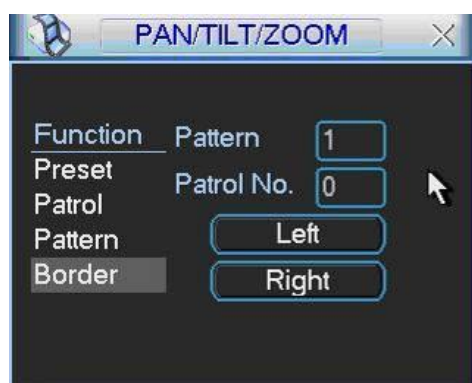 PAN/TILT/ZOOM
Function
Preset
Patrol
Pattern
Border
Pattern 1
Patrol No. 0
Left
Right